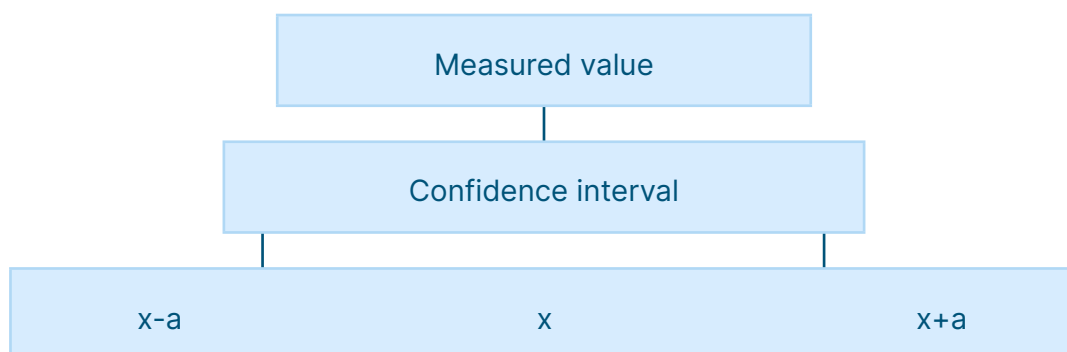 Measured value
Confidence interval
x-a x x+a